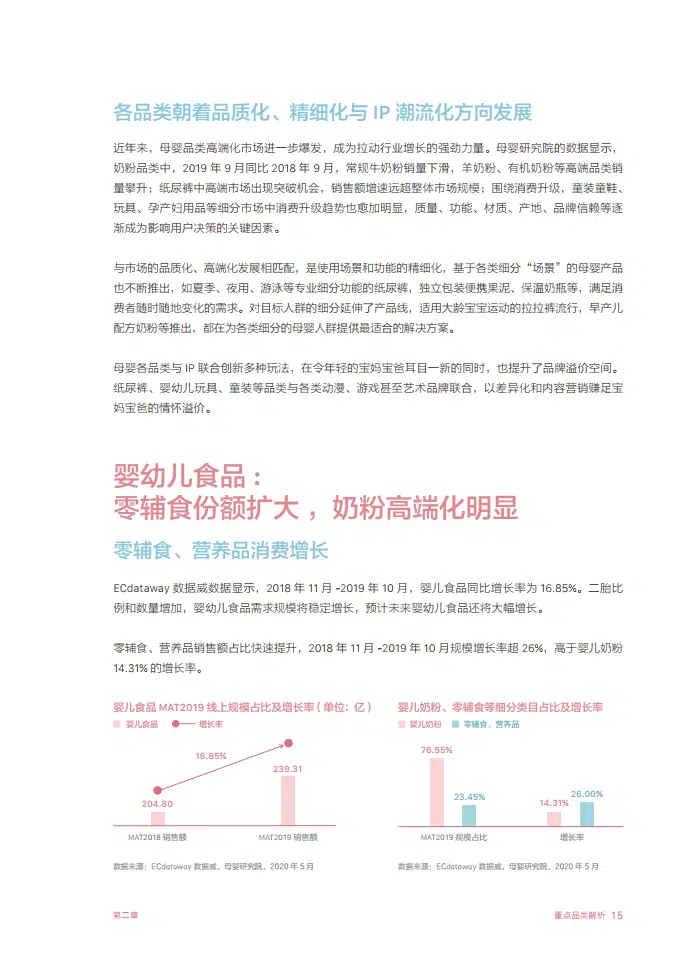 各品类朝着品质化、精细化与 IP 潮流化方向发展
近年来，母婴品类高端化市场进一步爆发，成为拉动行业增长的强劲力量。母婴研究院的数据显示，
奶粉品类中，2019 年 9 月同比 2018 年 9 月，常规牛奶粉销量下滑，羊奶粉、有机奶粉等高端品类销
量攀升；纸尿裤中高端市场出现突破机会，销售额增速远超整体市场规模；围绕消费升级，童装童鞋、
玩具、孕产妇用品等细分市场中消费升级趋势也愈加明显，质量、功能、材质、产地、品牌信赖等逐
渐成为影响用户决策的关键因素。
与市场的品质化、高端化发展相匹配，是使用场景和功能的精细化，基于各类细分“场景”的母婴产品
也不断推出，如夏季、夜用、游泳等专业细分功能的纸尿裤，独立包装便携果泥、保温奶瓶等，满足消
费者随时随地变化的需求。对目标人群的细分延伸了产品线，适用大龄宝宝运动的拉拉裤流行，早产儿
配方奶粉等推出，都在为各类细分的母婴人群提供最适合的解决方案。
母婴各品类与 IP 联合创新多种玩法，在令年轻的宝妈宝爸耳目一新的同时，也提升了品牌溢价空间。
纸尿裤、婴幼儿玩具、童装等品类与各类动漫、游戏甚至艺术品牌联合，以差异化和内容营销赚足宝
妈宝爸的情怀溢价。
婴幼儿食品：
零辅食份额扩大，奶粉高端化明显
零辅食、营养品消费增长
ECdataway 数据威数据显示，2018 年 11 月 -2019 年 10 月，婴儿食品同比增长率为 16.85%。二胎比
例和数量增加，婴幼儿食品需求规模将稳定增长，预计未来婴幼儿食品还将大幅增长。
零辅食、营养品销售额占比快速提升，2018 年 11 月 -2019 年 10 月规模增长率超 26%，高于婴儿奶粉
14.31% 的增长率。
婴儿食品 MAT2019 线上规模占比及增长率（单位：亿）
婴儿食品 增长率
16.85%
239.31
204.80
MAT2018 销售额 MAT2019 销售额
数据来源：ECdataway 数据威，母婴研究院，2020 年 5 月
婴儿奶粉、零辅食等细分类目占比及增长率
婴儿奶粉 零辅食、营养品
76.55%
23.45%
14.31%
26.00%
MAT2019 规模占比 增长率
数据来源：ECdataway 数据威，母婴研究院，2020 年 5 月
第二章
重点品类解析 15